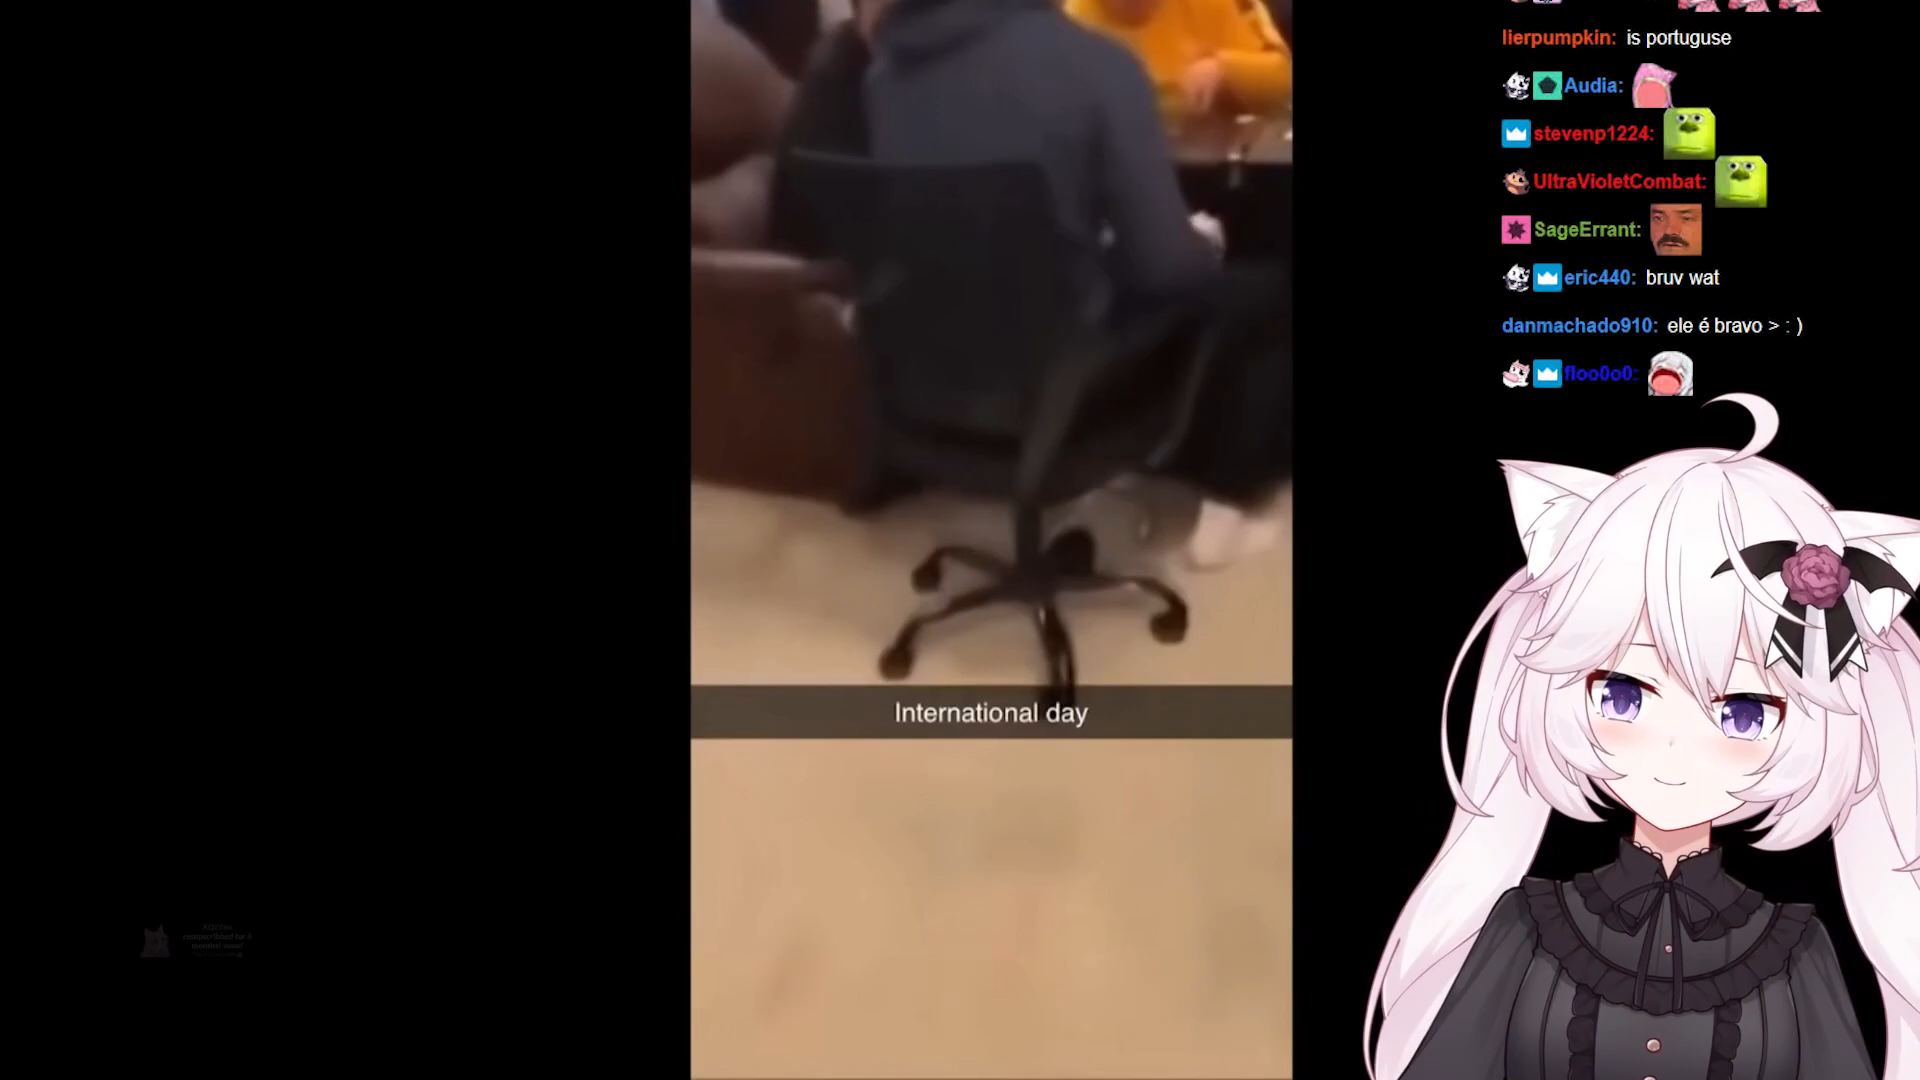 lierpumpkin: is portuguse
Audia:
stevenp1224:
UltraVioletCombat:
SageErrant:
eric440: bruv wat
danmachado910: ele é bravo > : )
floo0o0:
International day